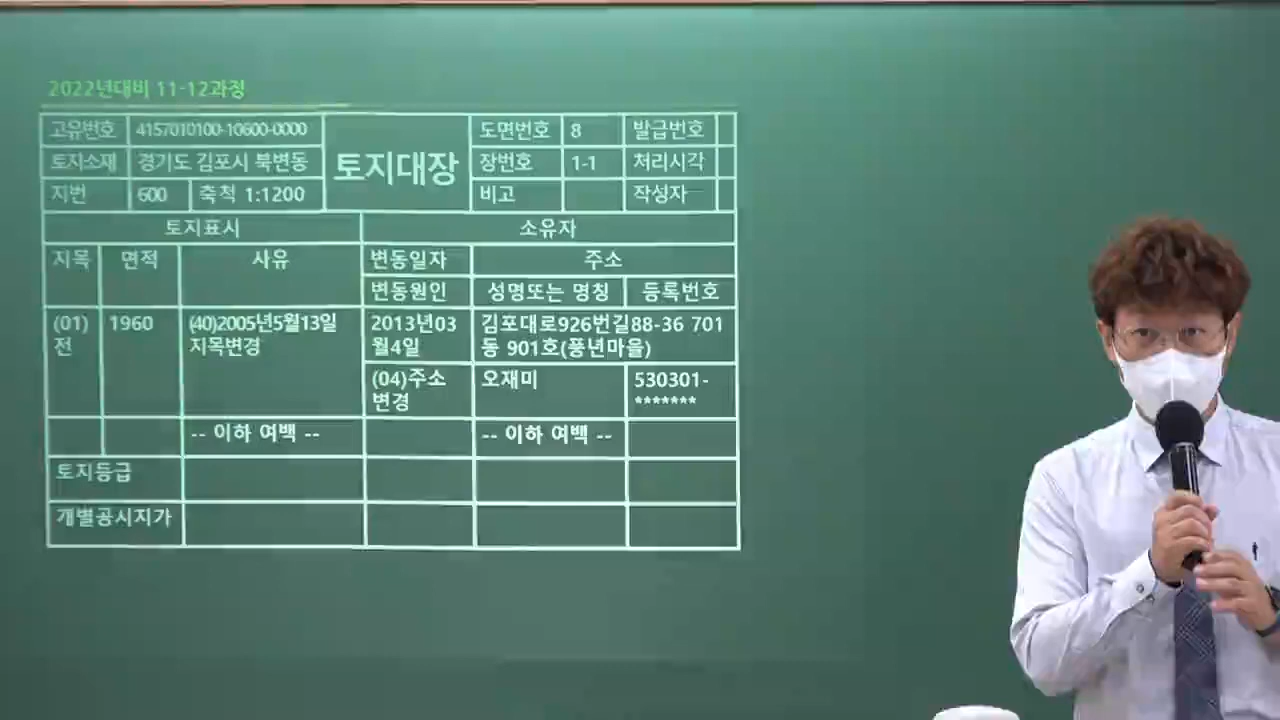 2022년대비 11-12과정
고유번호 4157010100-10600-0000 토지대장 도면번호 8 발급번호
토지소재 경기도 김포시 북변동 장번호 1-1 처리시각
지번 600 축척 1:1200 비고 작성자
토지표시 소유자
지목 면적 사유 변동일자 주소
변동원인 성명또는 명칭 등록번호
(01) 1960 (40)2005년5월13일 2013년03 김포대로926번길88-36 701
전 지목변경 월4일 동 901호(풍년마을)
(04)주소 오재미 530301-
변경 *******
-- 이하 여백 -- -- 이하 여백 --
토지등급
개별공시지가